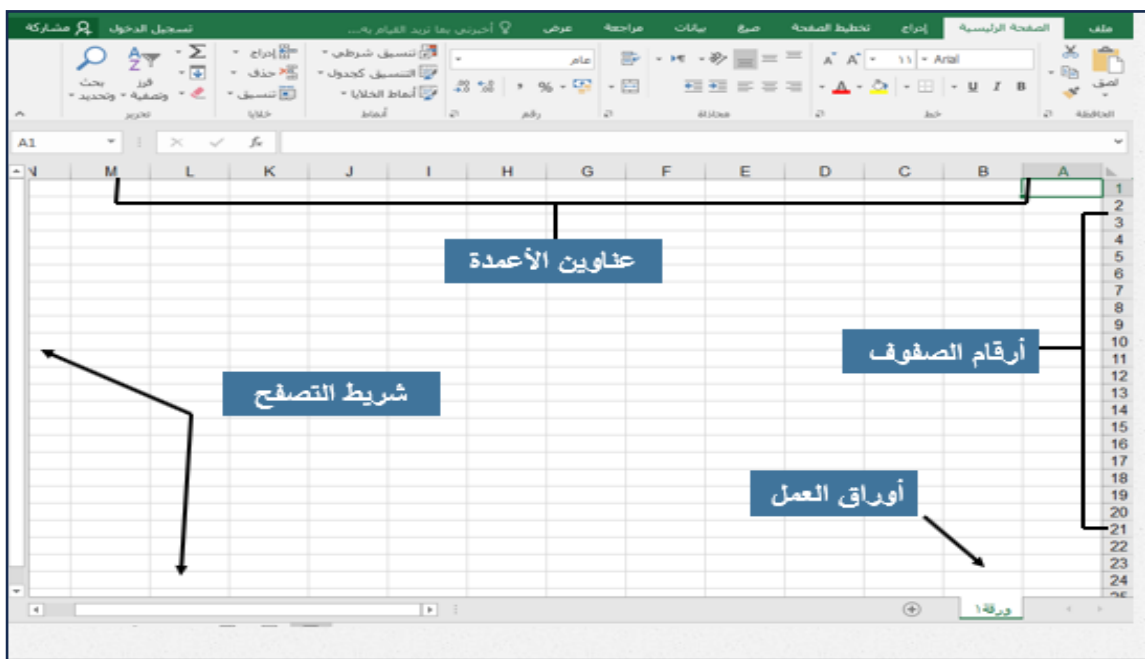 ملف الصفحة الرئيسية إدراج تخطيط الصفحة صيغ بيانات مراجعة عرض أخبرني بما تريد القيام به.... تسجيل الدخول مشاركة
لصق Arial ١١ عام تنسيق شرطي إدراج Σ
B I U A % التنسيق كجدول حذف فرز بحث
أنماط الخلايا تنسيق وتصفية وتحديد
الحافظة خط محاذاة رقم أنماط خلايا تحرير
A1 fx
A B C D E F G H I J K L M N
1
2
3
4
5
6
7
8
9
10
11
12
13
14
15
16
17
18
19
20
21
22
23
24
عناوين الأعمدة
أرقام الصفوف
شريط التصفح
أوراق العمل
ورقة١